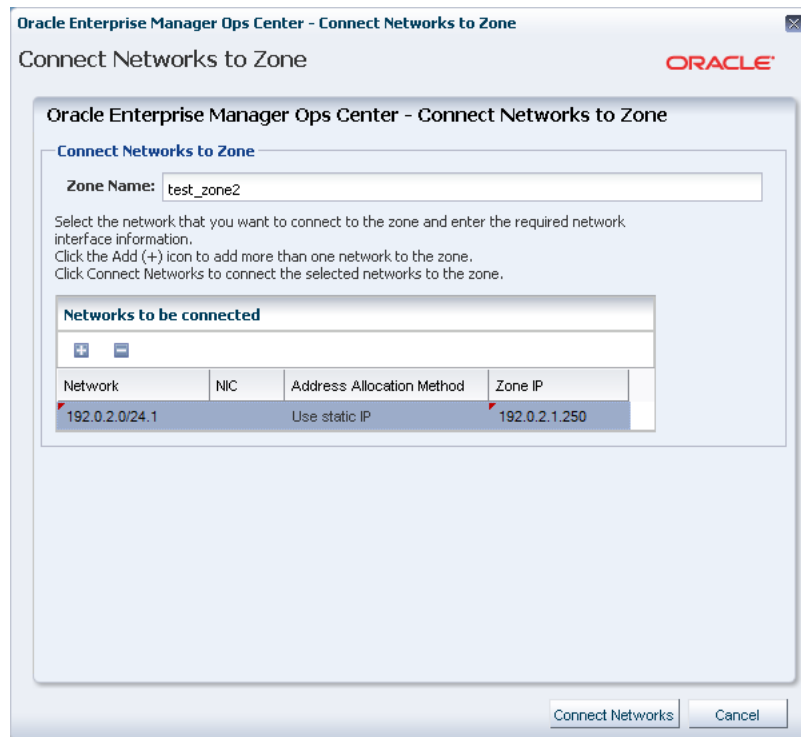 Oracle Enterprise Manager Ops Center - Connect Networks to Zone
Connect Networks to Zone
ORACLE
Oracle Enterprise Manager Ops Center - Connect Networks to Zone
Connect Networks to Zone
Zone Name: test_zone2
Select the network that you want to connect to the zone and enter the required network
interface information.
Click the Add (+) icon to add more than one network to the zone.
Click Connect Networks to connect the selected networks to the zone.
Networks to be connected
Network NIC Address Allocation Method Zone IP
192.0.2.0/24.1 Use static IP 192.0.2.1.250
Connect Networks Cancel